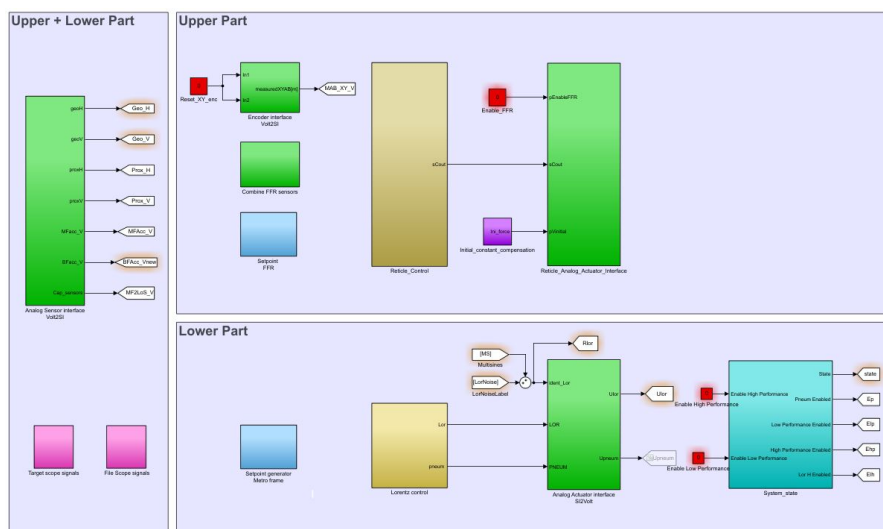 Upper + Lower Part
geoH
Geo_H
geoV
Geo_V
proxH
Prox_H
proxV
Prox_V
MFacc_V
MFAcc_V
BFacc_V
BFAcc_Vnew
Cap_sensors
MF2LoS_V
Analog Sensor interface
Volt2SI
Target scope signals
File Scope signals
Upper Part
Reset_XY_enc
In1
In2
measuredXYAB[m]
MAB_XY_V
Encoder interface
Volt2SI
Combine FFR sensors
Setpoint
FFR
sCout
Reticle_Control
Enable_FFR
pEnableFFR
sCout
ini_force
Initial_constant_compensation
Reticle_Analog_Actuator_Interface
Lower Part
[MS]
Multisines
[LorNoise]
LorNoiseLabel
Rlor
Setpoint generator
Metro frame
Lor
pneum
Lorentz control
Ident_Lor
LOR
PNEUM
Ulor
Upneum
Analog Actuator interface
SI2Volt
Ulor
Enable High Performance
Enable Low Performance
Enable High Performance
Enable Low Performance
State
Pneum Enabled
Low Performance Enabled
High Performance Enabled
Lor H Enabled
System_state
state
Ep
Elp
Ehp
Elh